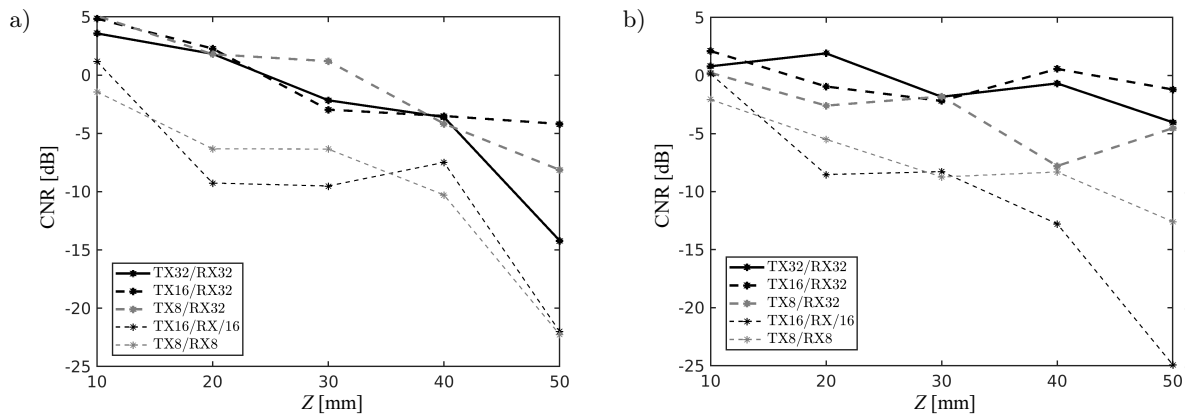 a)
5
0
-5
-10
-15
-20
-25
CNR [dB]
TX32/RX32
TX16/RX32
TX8/RX32
TX16/RX/16
TX8/RX8
10 20 30 40 50
Z [mm]
b)
5
0
-5
-10
-15
-20
-25
CNR [dB]
TX32/RX32
TX16/RX32
TX8/RX32
TX16/RX/16
TX8/RX8
10 20 30 40 50
Z [mm]